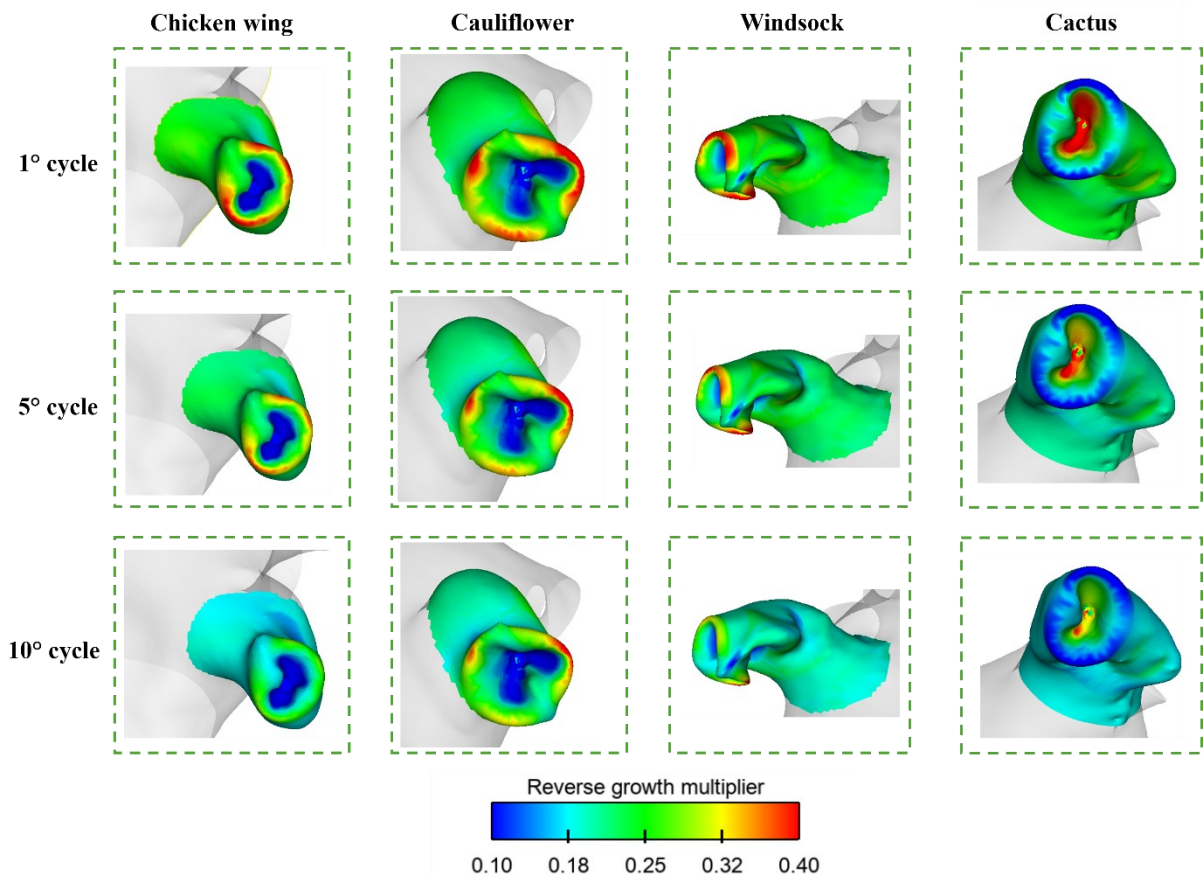 Chicken wing Cauliflower Windsock Cactus
1° cycle
5° cycle
10° cycle
Reverse growth multiplier
0.10 0.18 0.25 0.32 0.40